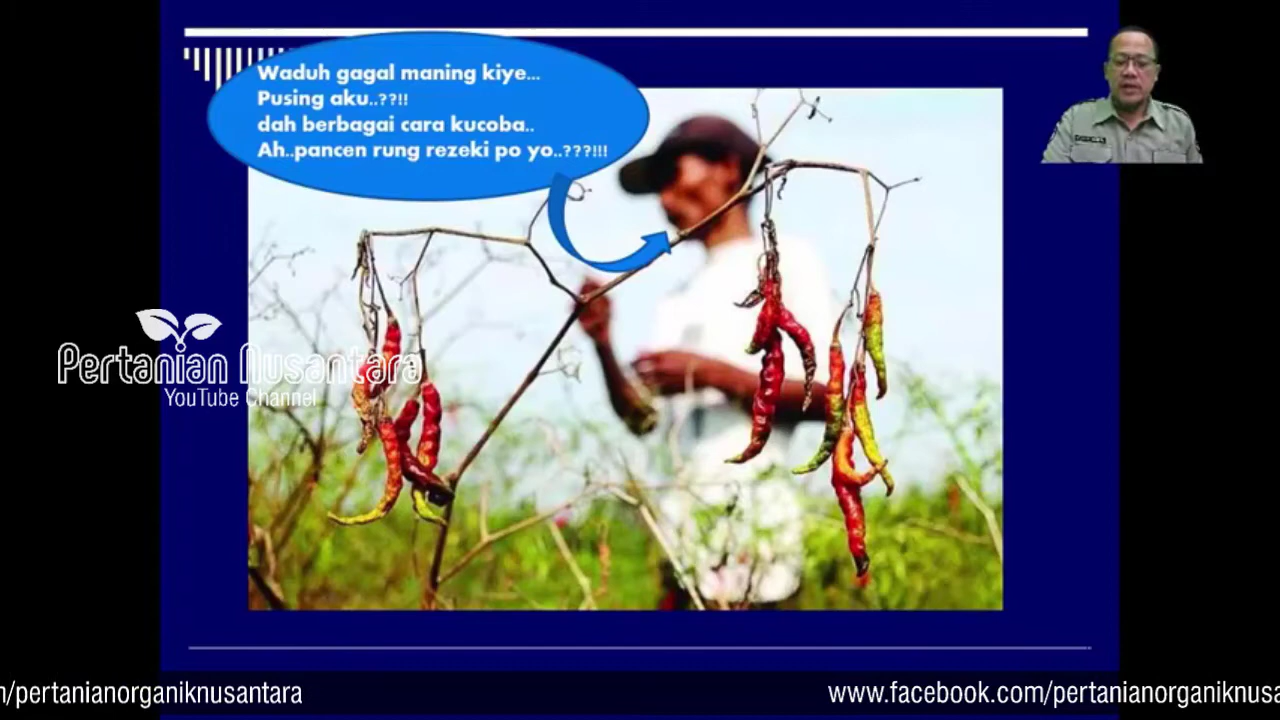 Waduh gagal maning kiye...
Pusing aku..??!!
dah berbagai cara kucoba..
Ah..pancen rung rezeki po yo..???!!!
Pertanian Nusantara
YouTube Channel
/pertanianorganiknusantara
www.facebook.com/pertanianorganiknusa